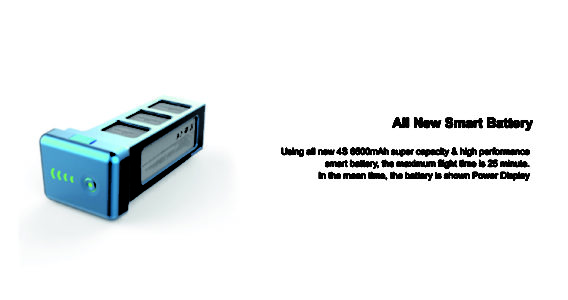 All New Smart Battery
Using all new 4S 6600mAh super capacity & high performance
smart battery, the maximum flight time is 25 minute.
In the mean time, the battery is shown Power Display